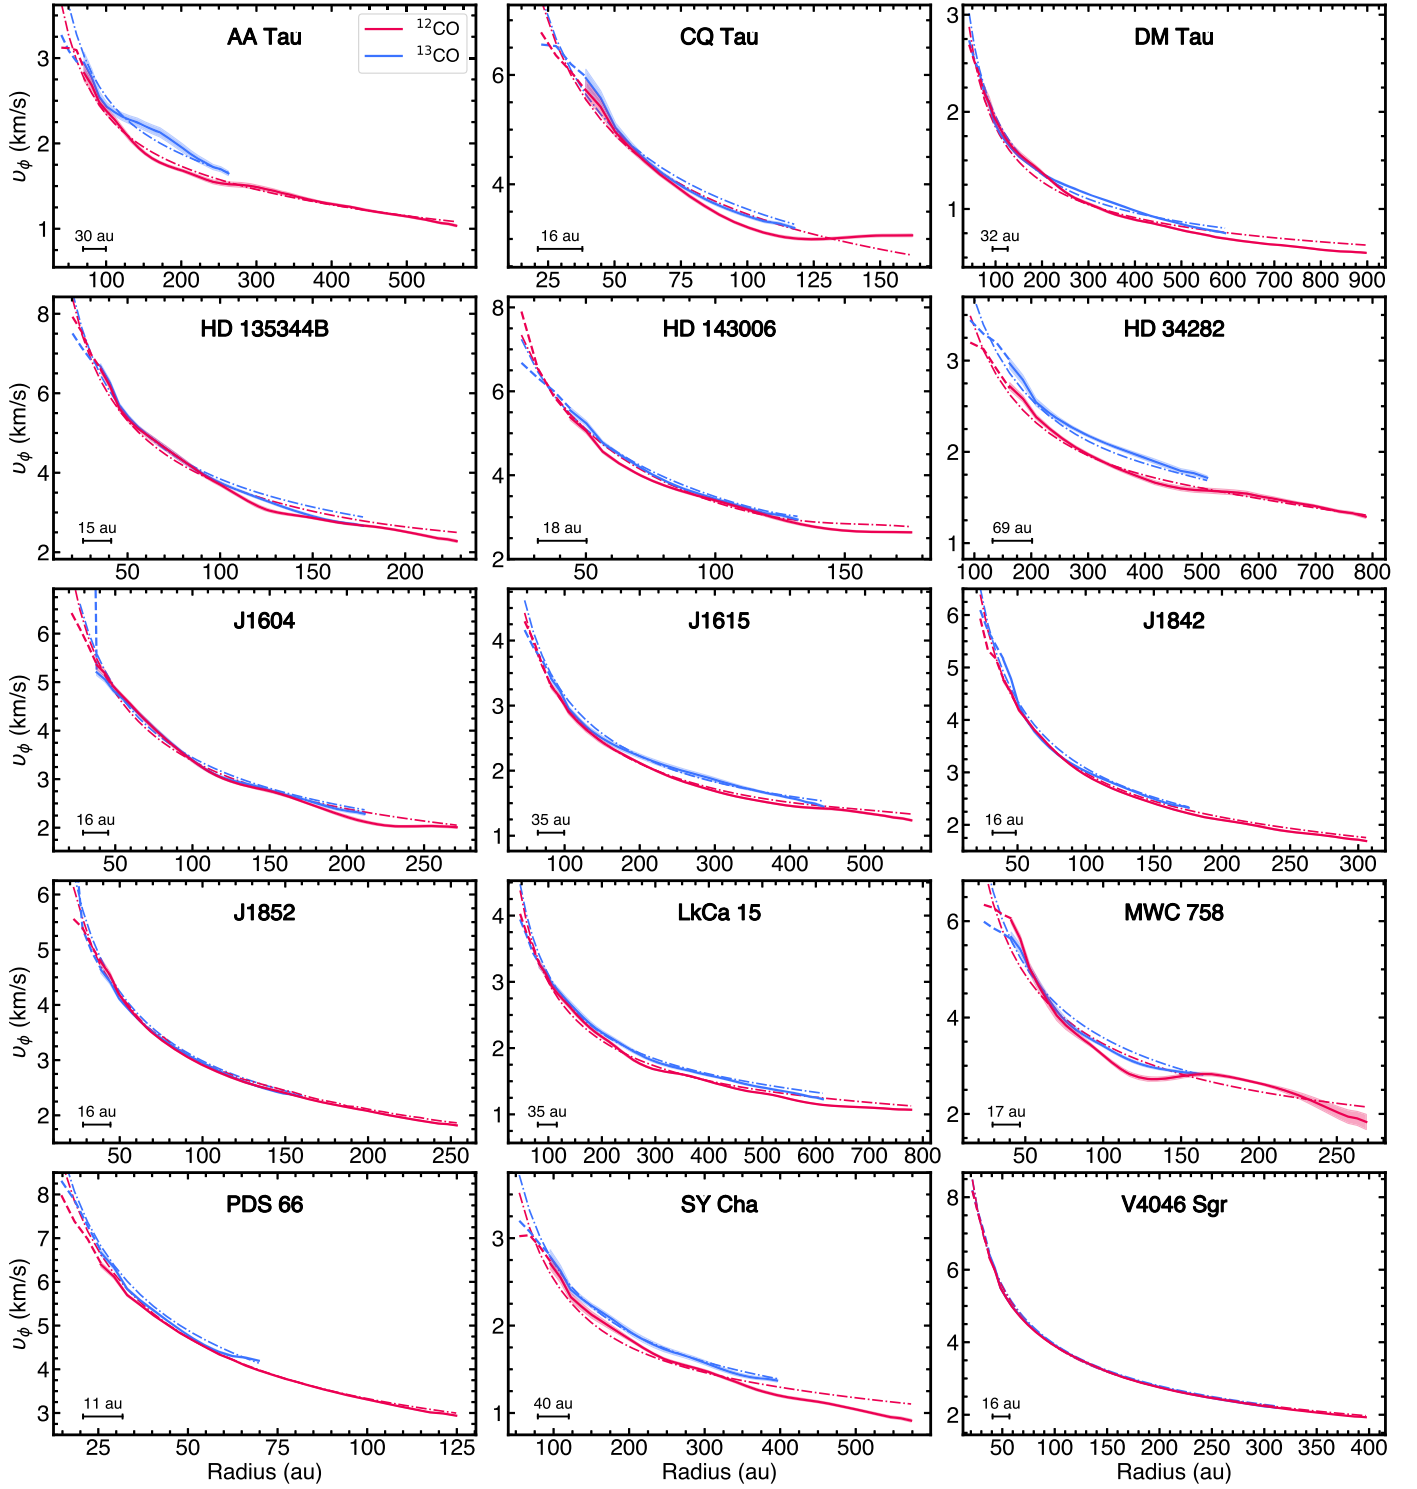 AA Tau
¹²CO
¹³CO
3
2
1
υϕ (km/s)
30 au
100 200 300 400 500
CQ Tau
6
4
16 au
25 50 75 100 125 150
DM Tau
3
2
1
32 au
100 200 300 400 500 600 700 800 900
HD 135344B
8
6
4
2
υϕ (km/s)
15 au
50 100 150 200
HD 143006
8
6
4
2
18 au
50 100 150
HD 34282
3
2
1
69 au
100 200 300 400 500 600 700 800
J1604
6
5
4
3
2
υϕ (km/s)
16 au
50 100 150 200 250
J1615
4
3
2
1
35 au
100 200 300 400 500
J1842
6
5
4
3
2
16 au
50 100 150 200 250 300
J1852
6
5
4
3
2
υϕ (km/s)
16 au
50 100 150 200 250
LkCa 15
4
3
2
1
35 au
100 200 300 400 500 600 700 800
MWC 758
6
4
2
17 au
50 100 150 200 250
PDS 66
8
7
6
5
4
3
υϕ (km/s)
11 au
25 50 75 100 125
Radius (au)
SY Cha
3
2
1
40 au
100 200 300 400 500
Radius (au)
V4046 Sgr
8
6
4
2
16 au
50 100 150 200 250 300 350 400
Radius (au)